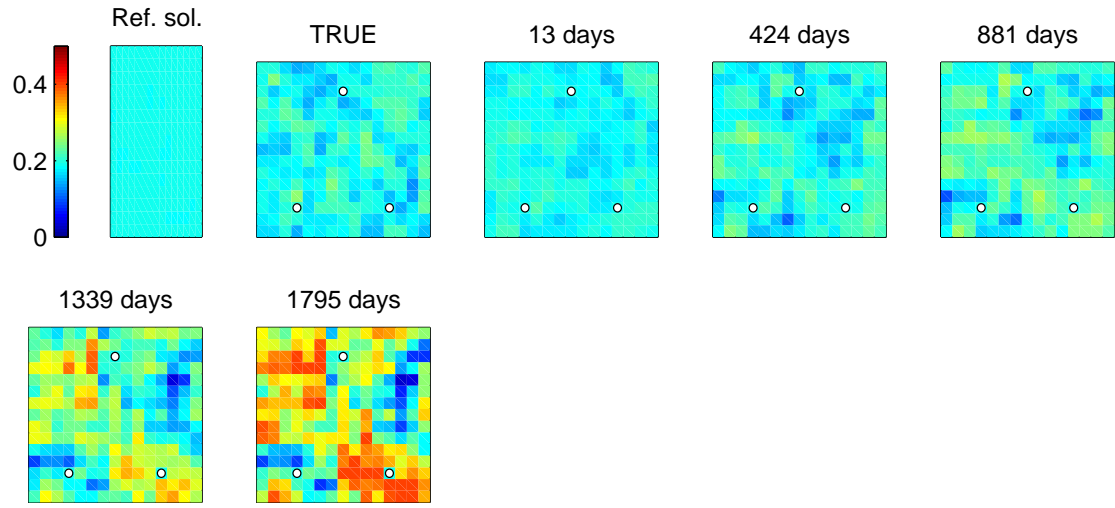 Ref. sol.
TRUE
13 days
424 days
881 days
0.4
0.2
0
1339 days
1795 days